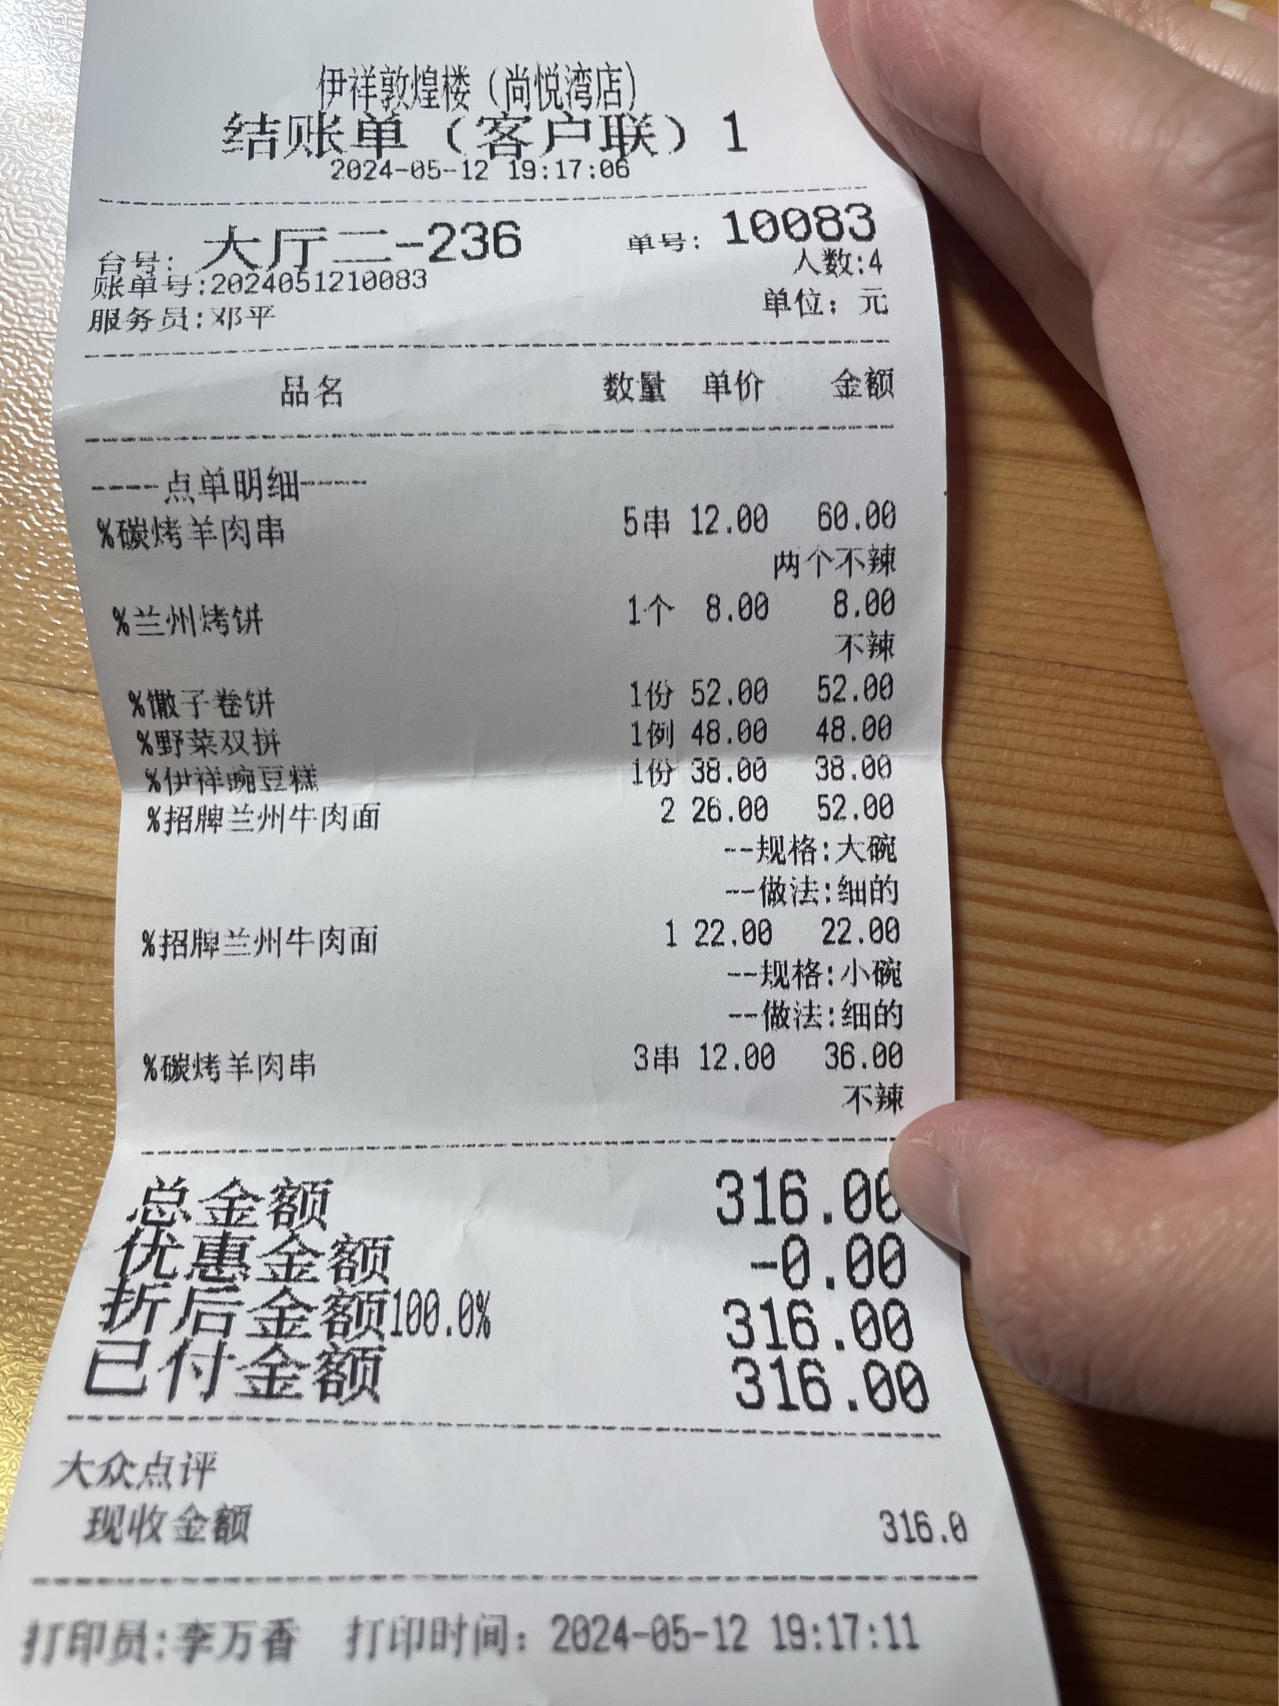 伊祥敦煌楼（尚悦湾店）
结账单（客户联）1
2024-05-12 19:17:06
台号: 大厅二-236 单号: 10083
账单号:2024051210083 人数:4
服务员:邓平 单位: 元
品名 数量 单价 金额
----点单明细----
%碳烤羊肉串 5串 12.00 60.00
两个不辣
%兰州烤饼 1个 8.00 8.00
不辣
%馓子卷饼 1份 52.00 52.00
%野菜双拼 1例 48.00 48.00
%伊祥豌豆糕 1份 38.00 38.00
%招牌兰州牛肉面 2 26.00 52.00
--规格:大碗
--做法:细的
%招牌兰州牛肉面 1 22.00 22.00
--规格:小碗
--做法:细的
%碳烤羊肉串 3串 12.00 36.00
不辣
总金额 316.00
优惠金额 -0.00
折后金额100.0% 316.00
已付金额 316.00
大众点评
现收金额 316.0
打印员:李万香 打印时间: 2024-05-12 19:17:11